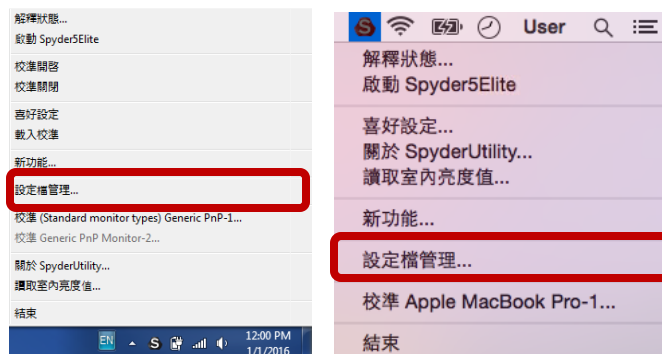 解釋狀態...
啟動 Spyder5Elite
校準開啓
校準關閉
喜好設定
載入校準
新功能...
設定檔管理...
校準 (Standard monitor types) Generic PnP-1...
校準 Generic PnP Monitor-2...
關於 SpyderUtility...
讀取室內亮度值...
結束
EN S 12:00 PM
1/1/2016
S User
解釋狀態...
啟動 Spyder5Elite
喜好設定...
關於 SpyderUtility...
讀取室內亮度值...
新功能...
設定檔管理...
校準 Apple MacBook Pro-1...
結束